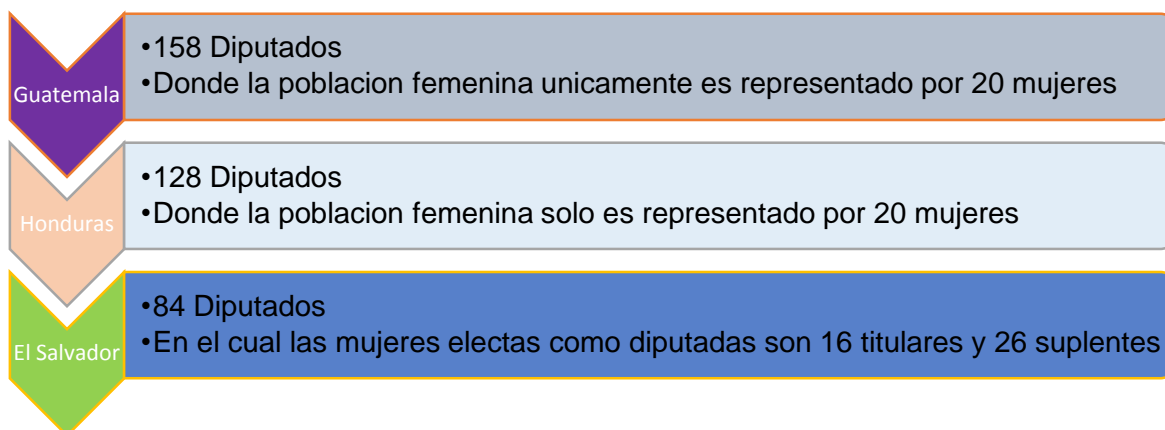 Guatemala
•158 Diputados
•Donde la poblacion femenina unicamente es representado por 20 mujeres
Honduras
•128 Diputados
•Donde la poblacion femenina solo es representado por 20 mujeres
El Salvador
•84 Diputados
•En el cual las mujeres electas como diputadas son 16 titulares y 26 suplentes